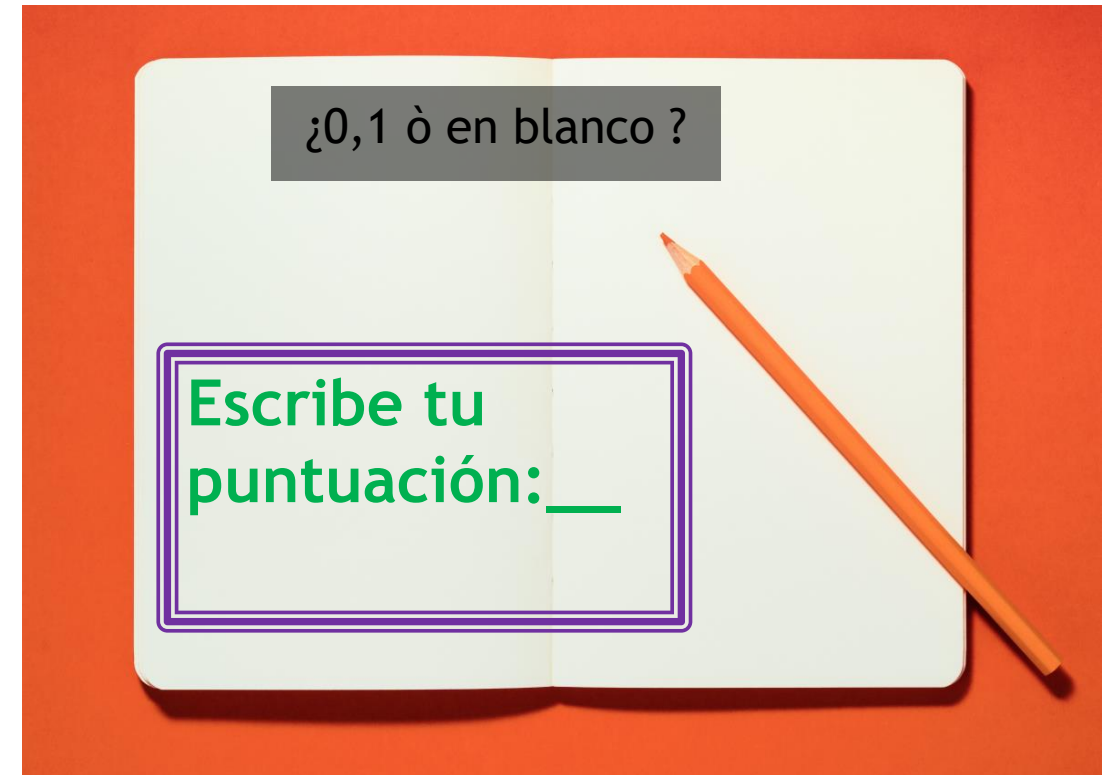 ¿0,1 ò en blanco ?
Escribe tu
puntuación:__